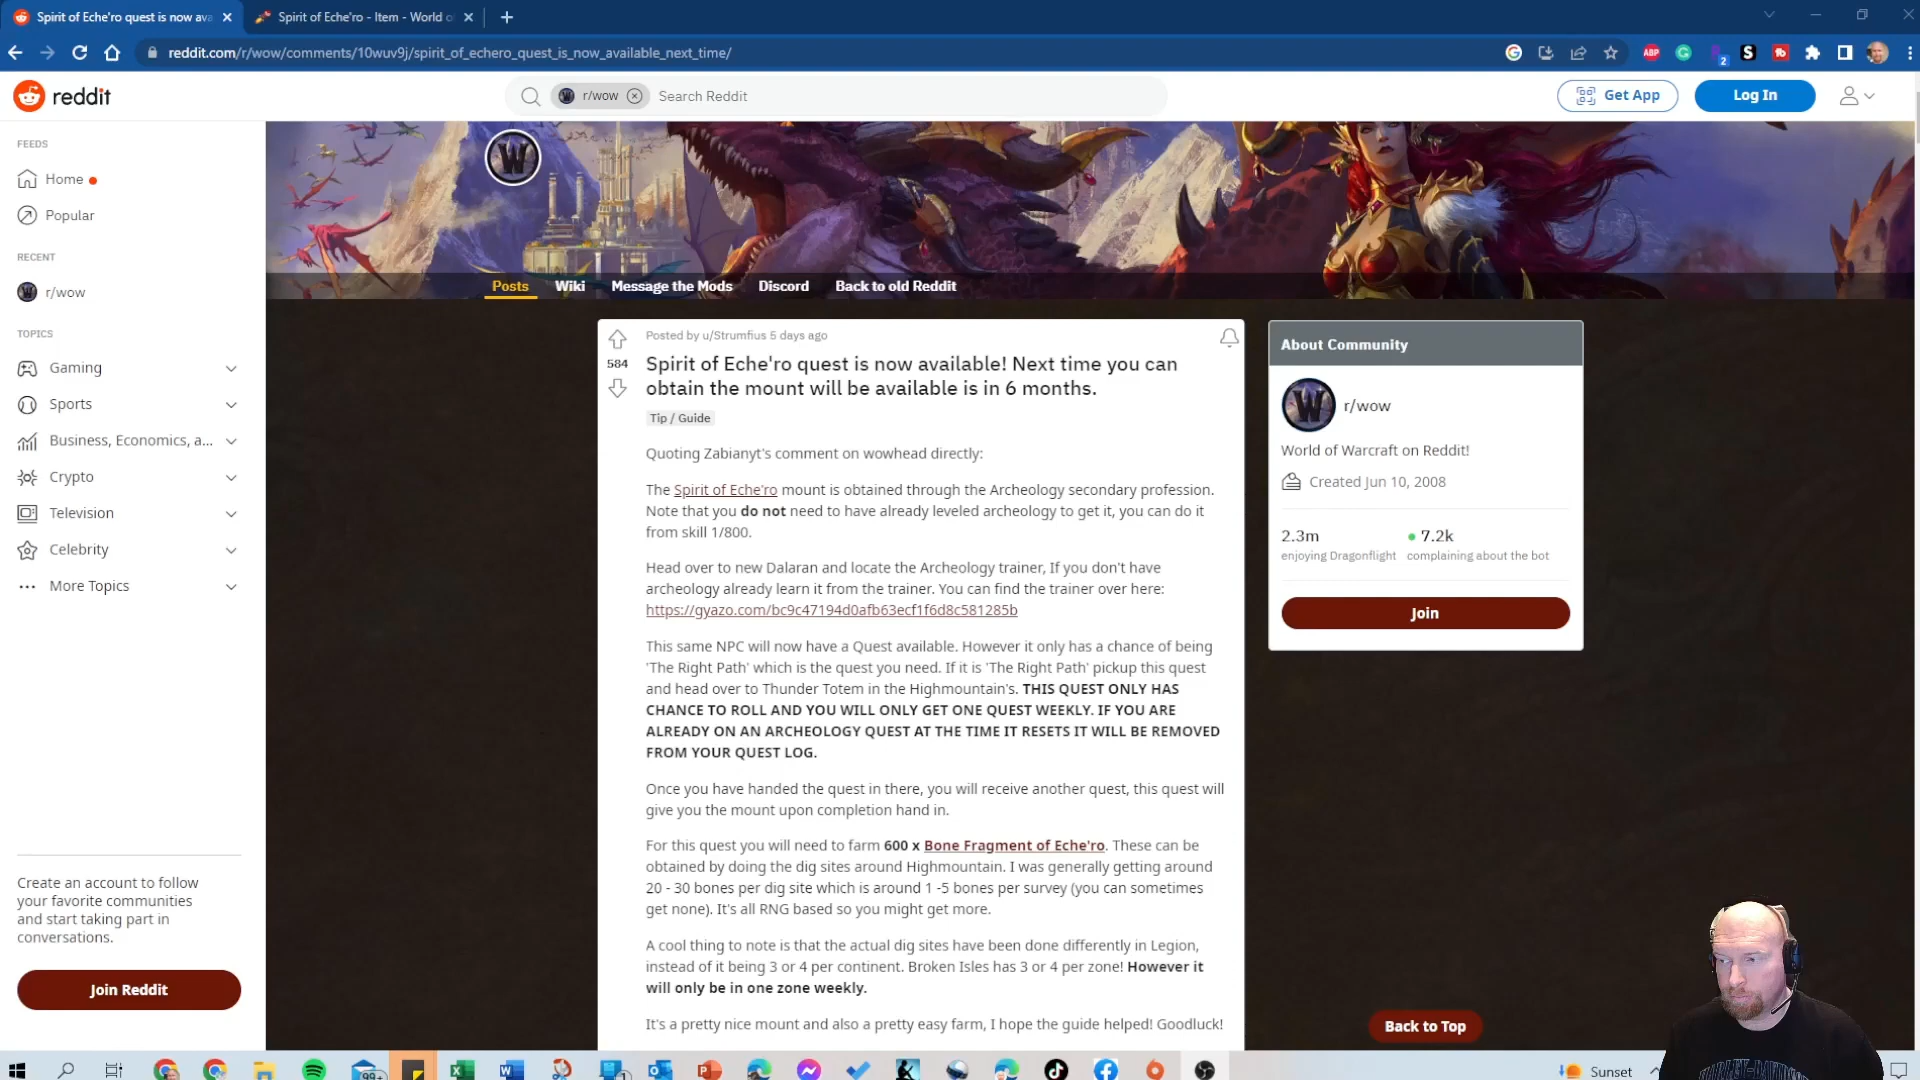 Spirit of Eche'ro quest is now ava
Spirit of Eche'ro - Item - World o
reddit.com/r/wow/comments/10wuv9j/spirit_of_echero_quest_is_now_available_next_time/
ABP
2
reddit
r/wow
Search Reddit
Get App
Log In
FEEDS
Home
Popular
RECENT
r/wow
TOPICS
Gaming
Sports
Business, Economics, a...
Crypto
Television
Celebrity
More Topics
Create an account to follow
your favorite communities
and start taking part in
conversations.
Join Reddit
W
Posts
Wiki
Message the Mods
Discord
Back to old Reddit
Posted by u/Strumfius 5 days ago
584
Spirit of Eche'ro quest is now available! Next time you can
obtain the mount will be available is in 6 months.
Tip / Guide
Quoting Zabianyt's comment on wowhead directly:
The Spirit of Eche'ro mount is obtained through the Archeology secondary profession.
Note that you do not need to have already leveled archeology to get it, you can do it
from skill 1/800.
Head over to new Dalaran and locate the Archeology trainer, If you don't have
archeology already learn it from the trainer. You can find the trainer over here:
https://gyazo.com/bc9c47194d0afb63ecf1f6d8c581285b
This same NPC will now have a Quest available. However it only has a chance of being
'The Right Path' which is the quest you need. If it is 'The Right Path' pickup this quest
and head over to Thunder Totem in the Highmountain's. THIS QUEST ONLY HAS
CHANCE TO ROLL AND YOU WILL ONLY GET ONE QUEST WEEKLY. IF YOU ARE
ALREADY ON AN ARCHEOLOGY QUEST AT THE TIME IT RESETS IT WILL BE REMOVED
FROM YOUR QUEST LOG.
Once you have handed the quest in there, you will receive another quest, this quest will
give you the mount upon completion hand in.
For this quest you will need to farm 600 x Bone Fragment of Eche'ro. These can be
obtained by doing the dig sites around Highmountain. I was generally getting around
20 - 30 bones per dig site which is around 1 -5 bones per survey (you can sometimes
get none). It's all RNG based so you might get more.
A cool thing to note is that the actual dig sites have been done differently in Legion,
instead of it being 3 or 4 per continent. Broken Isles has 3 or 4 per zone! However it
will only be in one zone weekly.
It's a pretty nice mount and also a pretty easy farm, I hope the guide helped! Goodluck!
About Community
W
r/wow
World of Warcraft on Reddit!
Created Jun 10, 2008
2.3m
7.2k
enjoying Dragonflight
complaining about the bot
Join
Back to Top
99+
1
Sunset